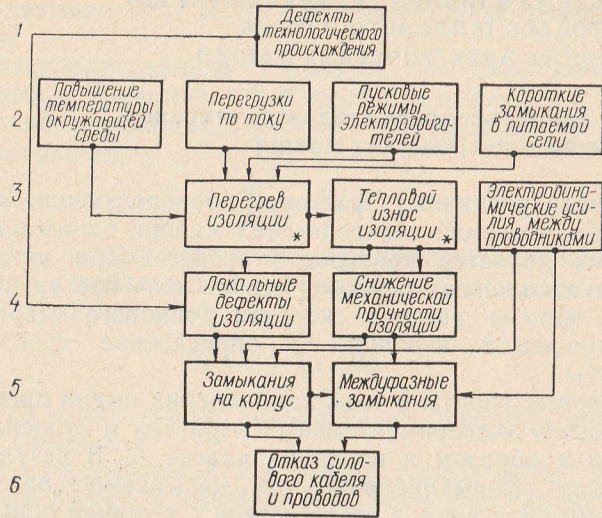 1
Дефекты
технологического
происхождения
2
Повышение
температуры
окружающей
среды
Перегрузки
по току
Пусковые
режимы
электродвига-
телей
Короткие
замыкания
в питаемой
сети
3
Перегрев
изоляции
*
Тепловой
износ
изоляции
*
Электродина-
мические уси-
лия между
проводниками
4
Локальные
дефекты
изоляции
Снижение
механической
прочности
изоляции
5
Замыкания
на корпус
Междуфазные
замыкания
6
Отказ сило-
вого кабеля
и проводов